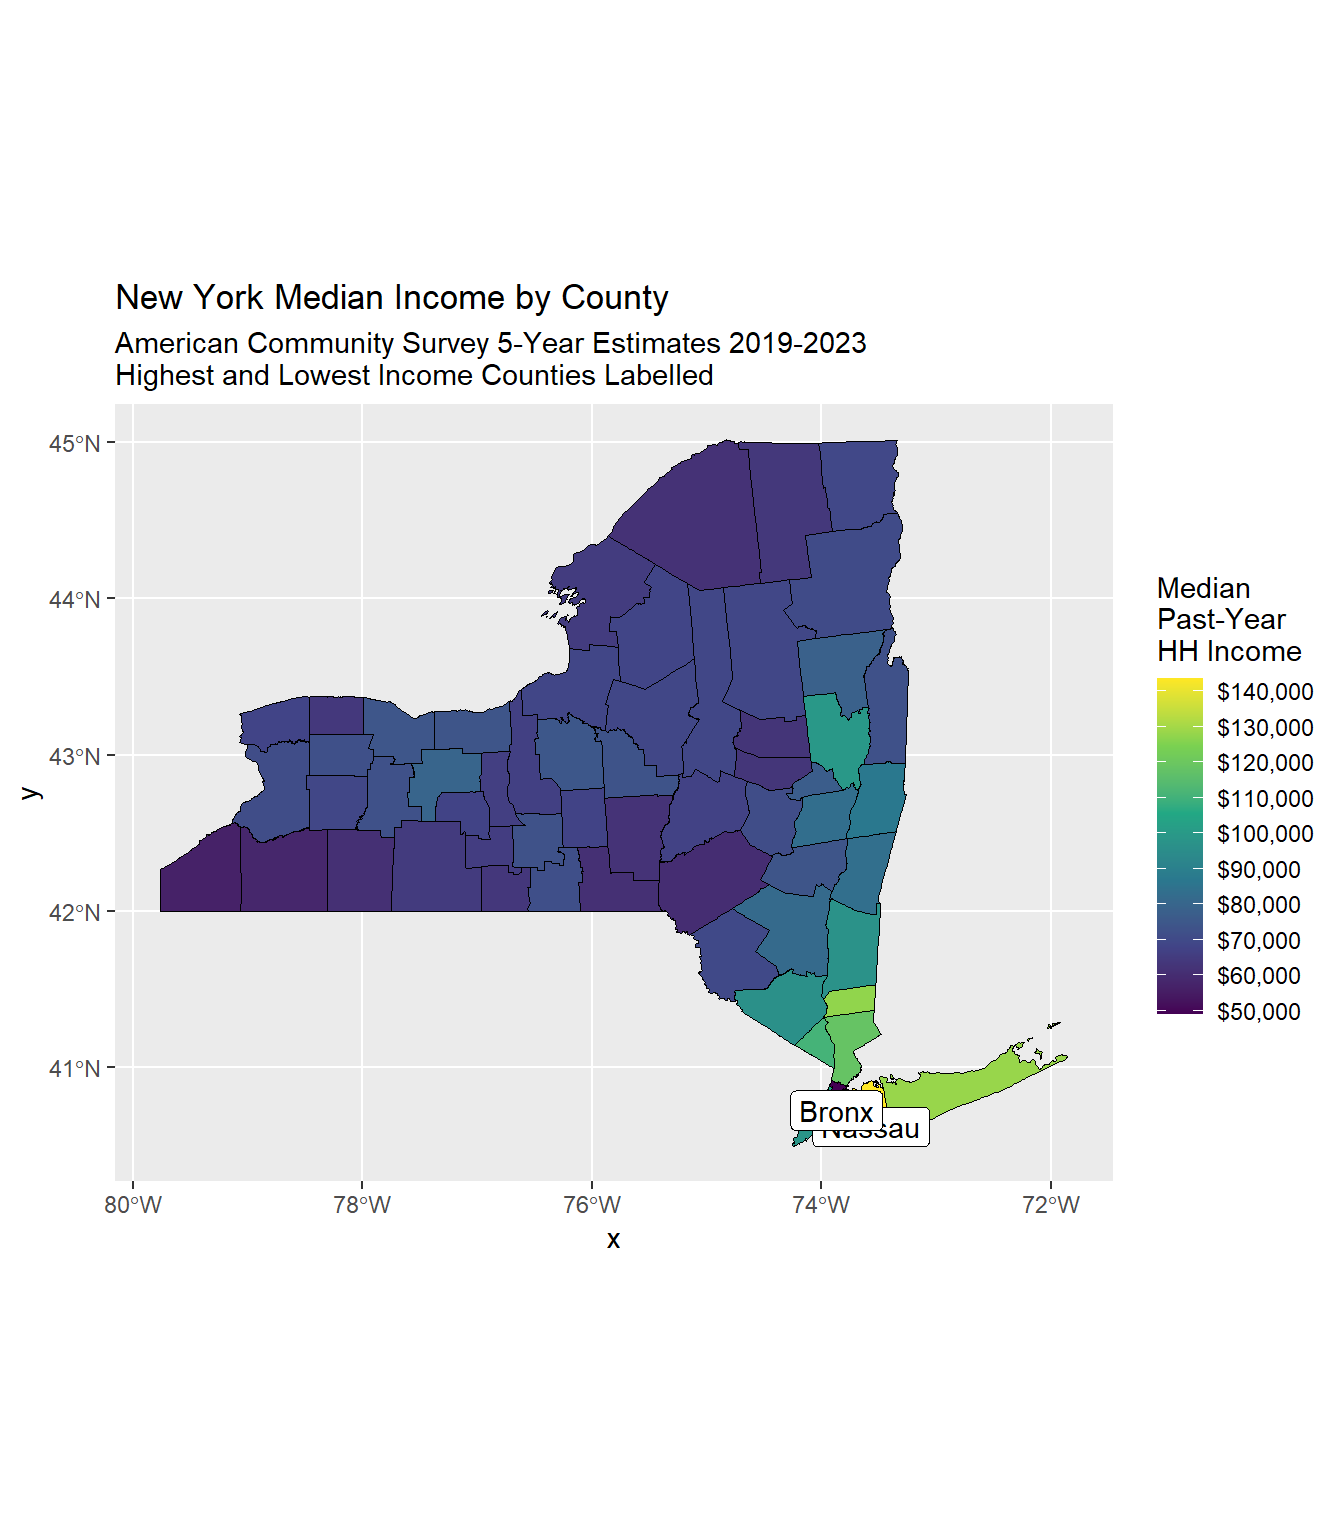 New York Median Income by County
American Community Survey 5-Year Estimates 2019-2023
Highest and Lowest Income Counties Labelled
45°N
44°N
43°N
42°N
41°N
y
80°W
78°W
76°W
74°W
72°W
x
Bronx
Nassau
Median
Past-Year
HH Income
$140,000
$130,000
$120,000
$110,000
$100,000
$90,000
$80,000
$70,000
$60,000
$50,000